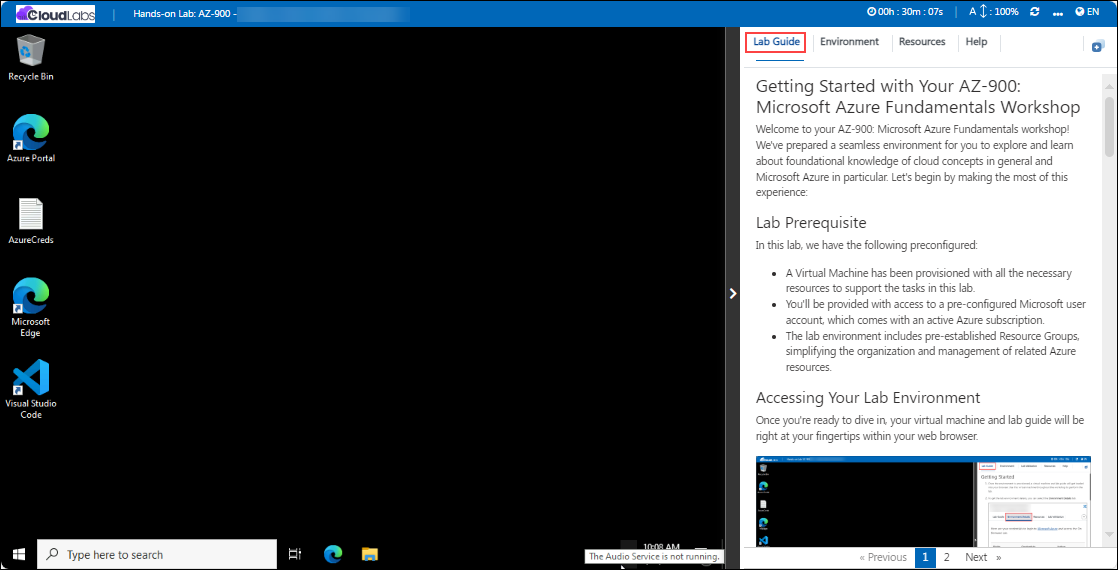 CloudLabs
Hands-on Lab: AZ-900 -
00h : 30m : 07s
A : 100%
...
EN
Recycle Bin
Azure Portal
AzureCreds
Microsoft
Edge
Visual Studio
Code
Type here to search
10:08 AM
The Audio Service is not running.
Lab Guide
Environment
Resources
Help
Getting Started with Your AZ-900:
Microsoft Azure Fundamentals Workshop
Welcome to your AZ-900: Microsoft Azure Fundamentals workshop!
We've prepared a seamless environment for you to explore and learn
about foundational knowledge of cloud concepts in general and
Microsoft Azure in particular. Let's begin by making the most of this
experience:
Lab Prerequisite
In this lab, we have the following preconfigured:
• A Virtual Machine has been provisioned with all the necessary
resources to support the tasks in this lab.
• You'll be provided with access to a pre-configured Microsoft user
account, which comes with an active Azure subscription.
• The lab environment includes pre-established Resource Groups,
simplifying the organization and management of related Azure
resources.
Accessing Your Lab Environment
Once you're ready to dive in, your virtual machine and lab guide will be
right at your fingertips within your web browser.
Getting Started
« Previous 1 2 Next »